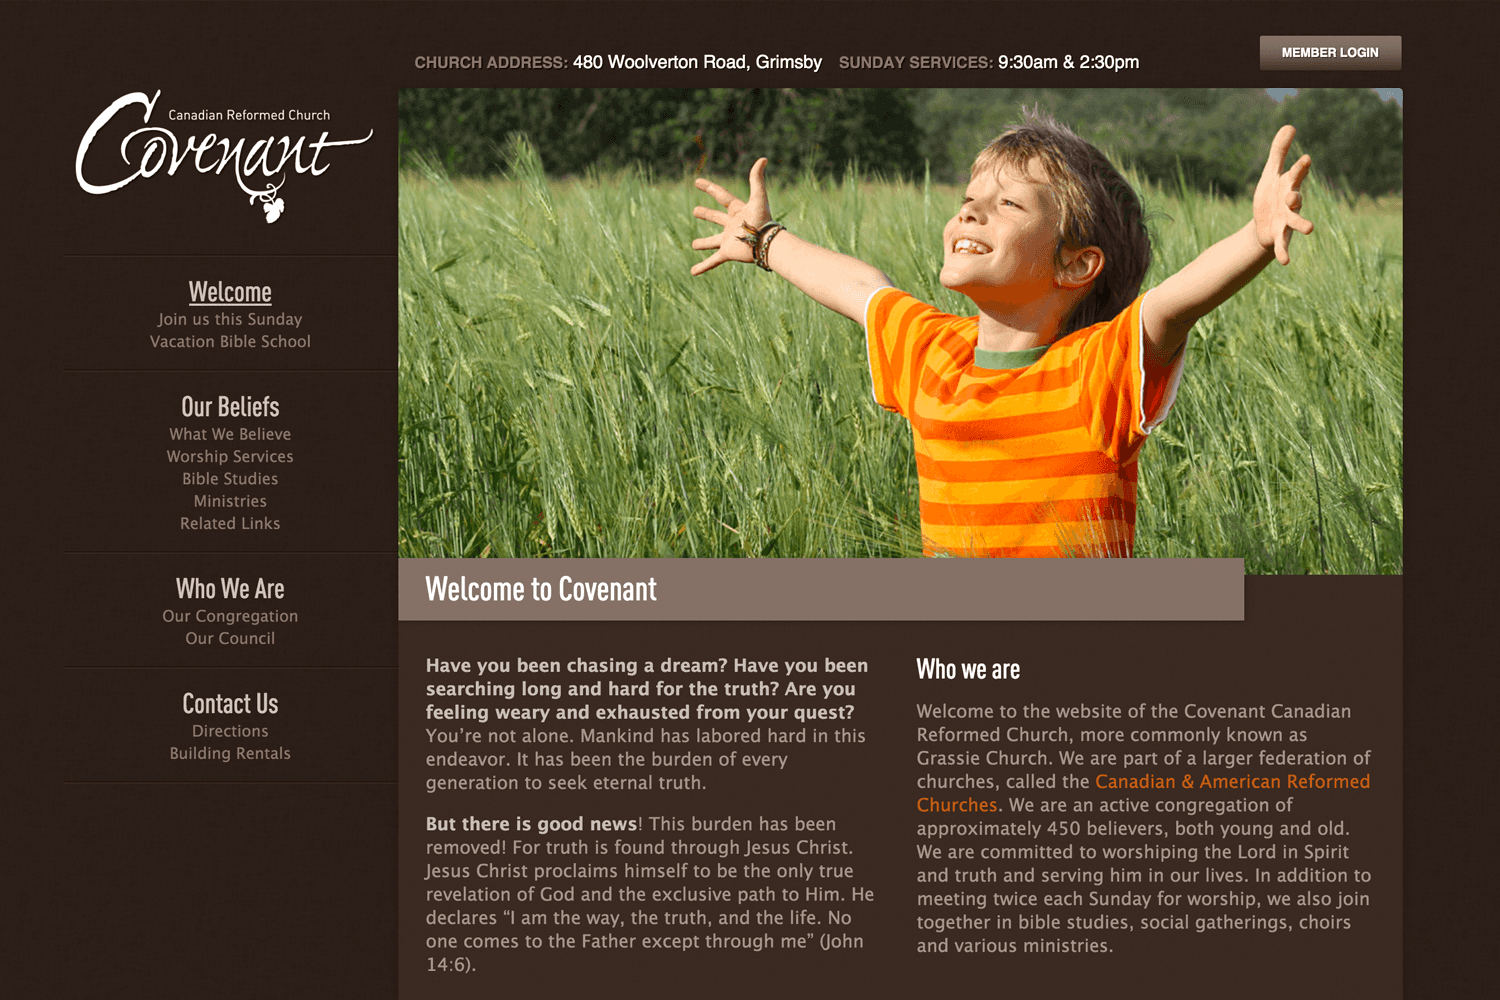 CHURCH ADDRESS: 480 Woolverton Road, Grimsby SUNDAY SERVICES: 9:30am & 2:30pm
MEMBER LOGIN
Canadian Reformed Church
Covenant
Welcome
Join us this Sunday
Vacation Bible School
Our Beliefs
What We Believe
Worship Services
Bible Studies
Ministries
Related Links
Who We Are
Our Congregation
Our Council
Contact Us
Directions
Building Rentals
Welcome to Covenant
Have you been chasing a dream? Have you been
searching long and hard for the truth? Are you
feeling weary and exhausted from your quest?
You’re not alone. Mankind has labored hard in this
endeavor. It has been the burden of every
generation to seek eternal truth.
But there is good news! This burden has been
removed! For truth is found through Jesus Christ.
Jesus Christ proclaims himself to be the only true
revelation of God and the exclusive path to Him. He
declares “I am the way, the truth, and the life. No
one comes to the Father except through me” (John
14:6).
Who we are
Welcome to the website of the Covenant Canadian
Reformed Church, more commonly known as
Grassie Church. We are part of a larger federation of
churches, called the Canadian & American Reformed
Churches. We are an active congregation of
approximately 450 believers, both young and old.
We are committed to worshiping the Lord in Spirit
and truth and serving him in our lives. In addition to
meeting twice each Sunday for worship, we also join
together in bible studies, social gatherings, choirs
and various ministries.